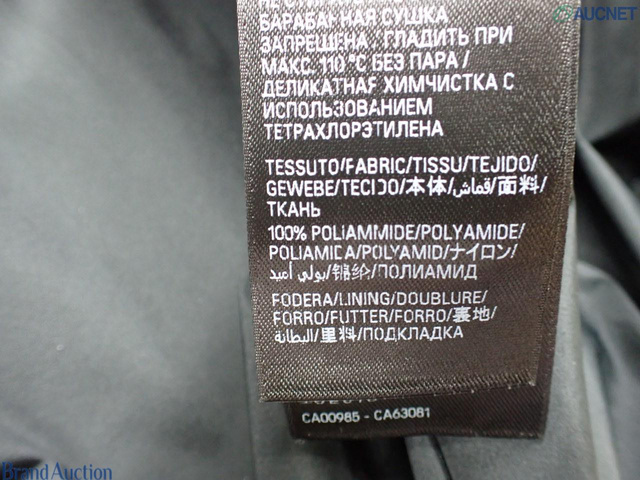 AUCNET
БАРАБАННАЯ СУШКА
ЗАПРЕЩЕНА / ГЛАДИТЬ ПРИ
МАКС. 110 °C БЕЗ ПАРА /
ДЕЛИКАТНАЯ ХИМЧИСТКА С
ИСПОЛЬЗОВАНИЕМ
ТЕТРАХЛОРЭТИЛЕНА
TESSUTO/FABRIC/TISSU/TEJIDO/
GEWEBE/TECIDO/本体/قماش/面料/
ТКАНЬ
100% POLIAMMIDE/POLYAMIDE/
POLIAMIDA/POLYAMID/ナイロン/
بولي أميد/锦纶/ПОЛИАМИД
FODERA/LINING/DOUBLURE/
FORRO/FUTTER/FORRO/裏地/
البطانة/里料/ПОДКЛАДКА
CA00985 - CA63081
BrandAuction